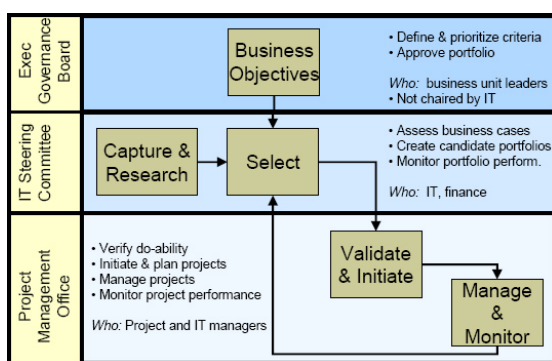 Exec
Governance
Board
Business
Objectives
• Define & prioritize criteria
• Approve portfolio
Who: business unit leaders
• Not chaired by IT
IT Steering
Committee
Capture &
Research
Select
• Assess business cases
• Create candidate portfolios
• Monitor portfolio perform.
Who: IT, finance
Project
Management
Office
• Verify do-ability
• Initiate & plan projects
• Manage projects
• Monitor project performance
Who: Project and IT managers
Validate
& Initiate
Manage
&
Monitor